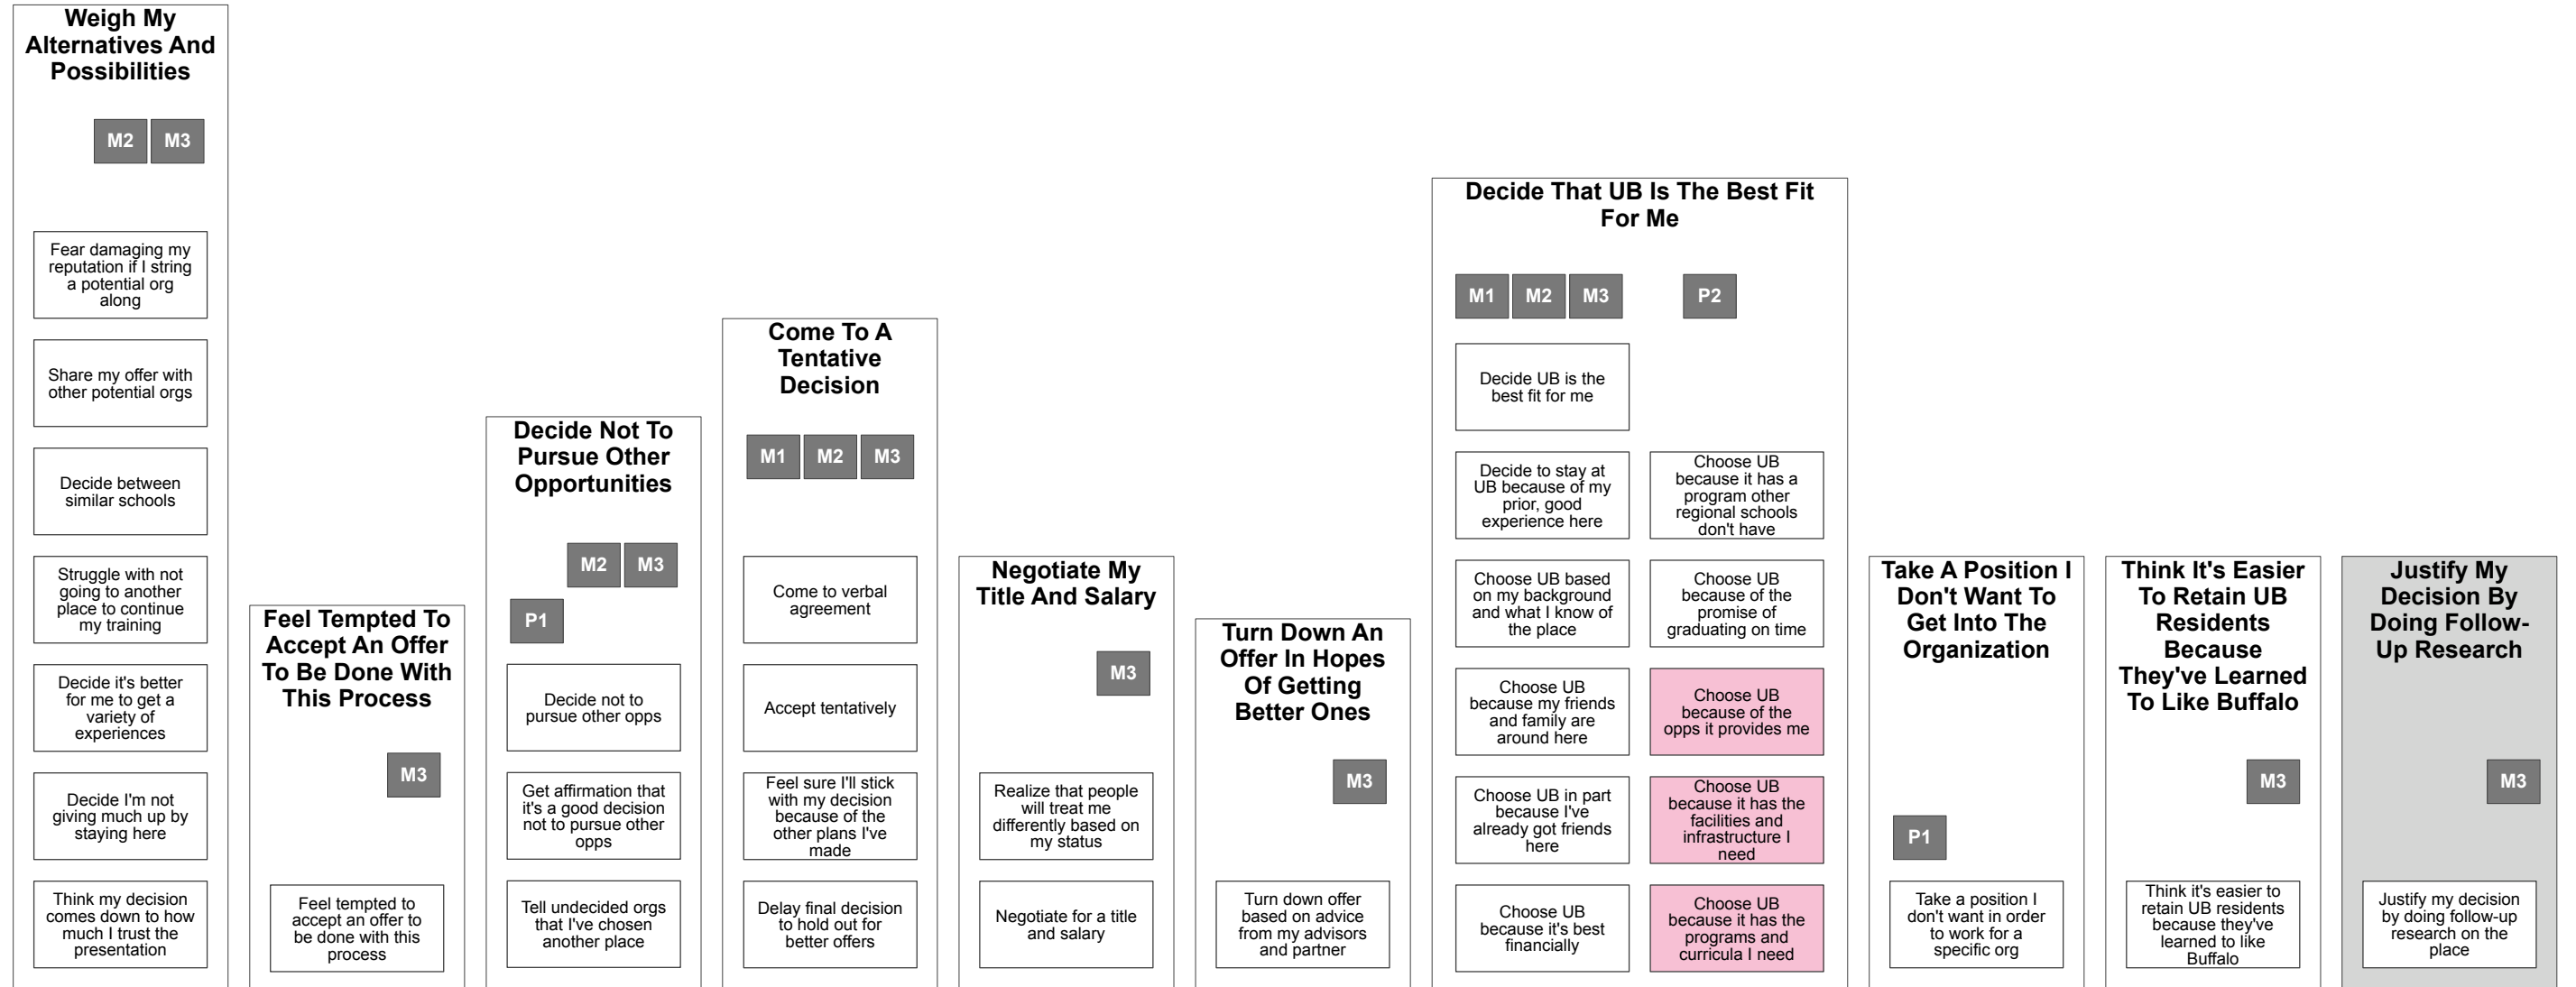 Weigh My
Alternatives And
Possibilities
M2 M3
Fear damaging my
reputation if I string
a potential org
along
Share my offer with
other potential orgs
Decide between
similar schools
Struggle with not
going to another
place to continue
my training
Decide it's better
for me to get a
variety of
experiences
Decide I'm not
giving much up by
staying here
Think my decision
comes down to how
much I trust the
presentation
Feel Tempted To
Accept An Offer
To Be Done With
This Process
M3
Feel tempted to
accept an offer to
be done with this
process
Decide Not To
Pursue Other
Opportunities
M2 M3
P1
Decide not to
pursue other opps
Get affirmation that
it's a good decision
not to pursue other
opps
Tell undecided orgs
that I've chosen
another place
Come To A
Tentative
Decision
M1 M2 M3
Come to verbal
agreement
Accept tentatively
Feel sure I'll stick
with my decision
because of the
other plans I've
made
Delay final decision
to hold out for
better offers
Negotiate My
Title And Salary
M3
Realize that people
will treat me
differently based on
my status
Negotiate for a title
and salary
Turn Down An
Offer In Hopes
Of Getting
Better Ones
M3
Turn down offer
based on advice
from my advisors
and partner
Decide That UB Is The Best Fit
For Me
M1 M2 M3 P2
Decide UB is the
best fit for me
Decide to stay at
UB because of my
prior, good
experience here
Choose UB based
on my background
and what I know of
the place
Choose UB
because my friends
and family are
around here
Choose UB in part
because I've
already got friends
here
Choose UB
because it's best
financially
Choose UB
because it has a
program other
regional schools
don't have
Choose UB
because of the
promise of
graduating on time
Choose UB
because of the
opps it provides me
Choose UB
because it has the
facilities and
infrastructure I
need
Choose UB
because it has the
programs and
curricula I need
Take A Position I
Don't Want To
Get Into The
Organization
P1
Take a position I
don't want in order
to work for a
specific org
Think It's Easier
To Retain UB
Residents
Because
They've Learned
To Like Buffalo
M3
Think it's easier to
retain UB residents
because they've
learned to like
Buffalo
Justify My
Decision By
Doing Follow-
Up Research
M3
Justify my decision
by doing follow-up
research on the
place